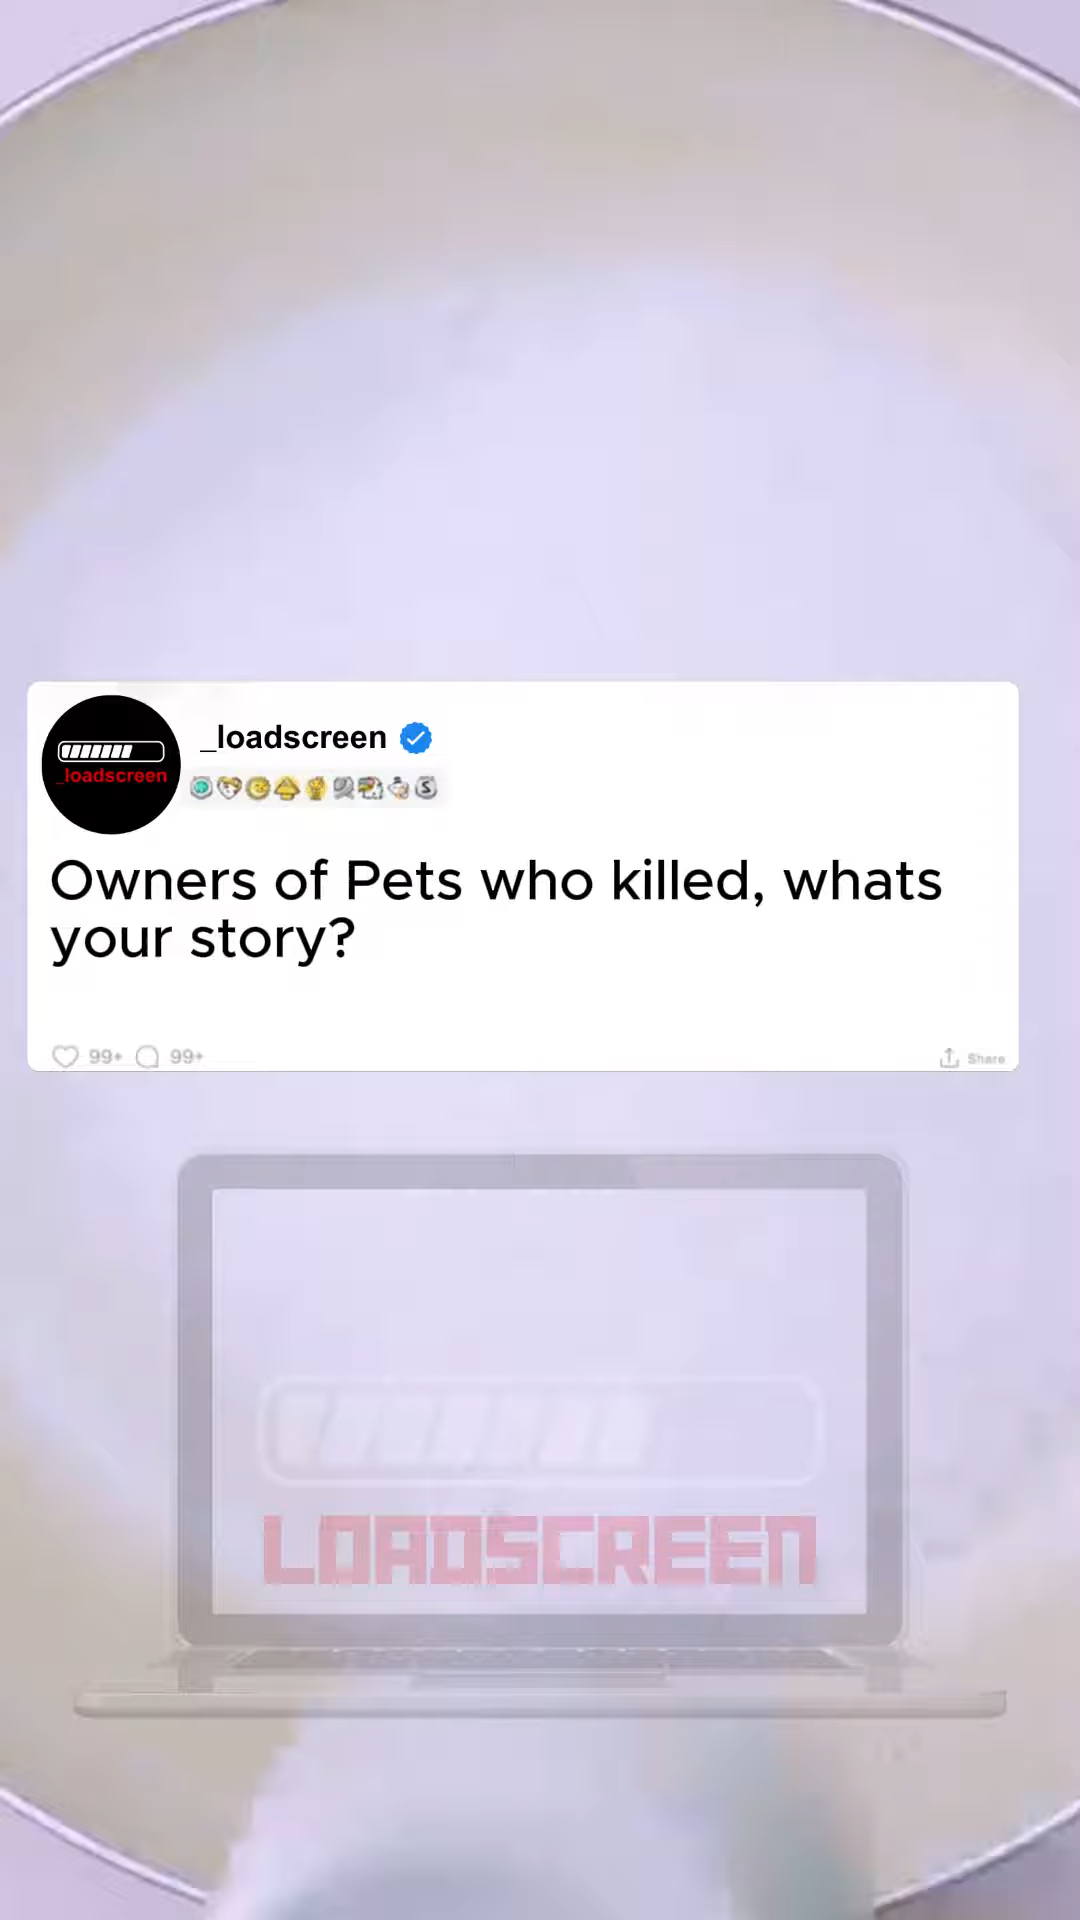 _loadscreen
_loadscreen
Owners of Pets who killed, whats
your story?
99+ 99+
Share
LOADSCREEN